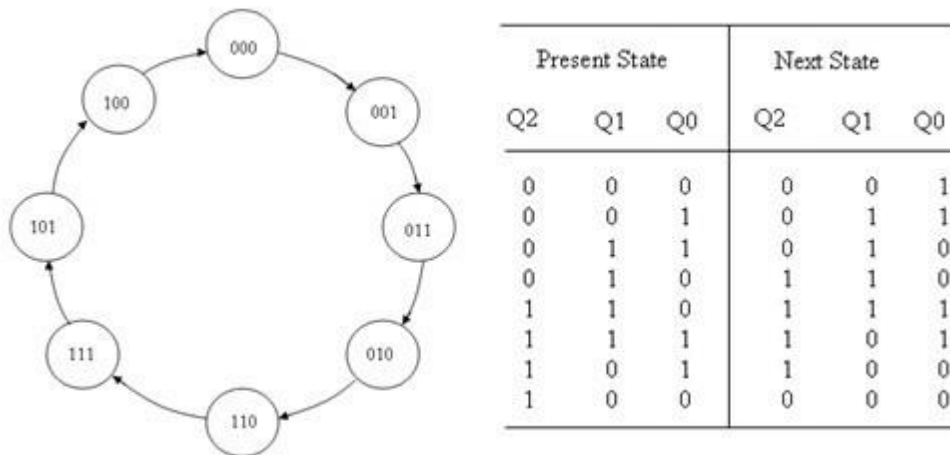 000
001
011
010
110
111
101
100
Present State Next State
Q2 Q1 Q0 Q2 Q1 Q0
0 0 0 0 0 1
0 0 1 0 1 1
0 1 1 0 1 0
0 1 0 1 1 0
1 1 0 1 1 1
1 1 1 1 0 1
1 0 1 1 0 0
1 0 0 0 0 0